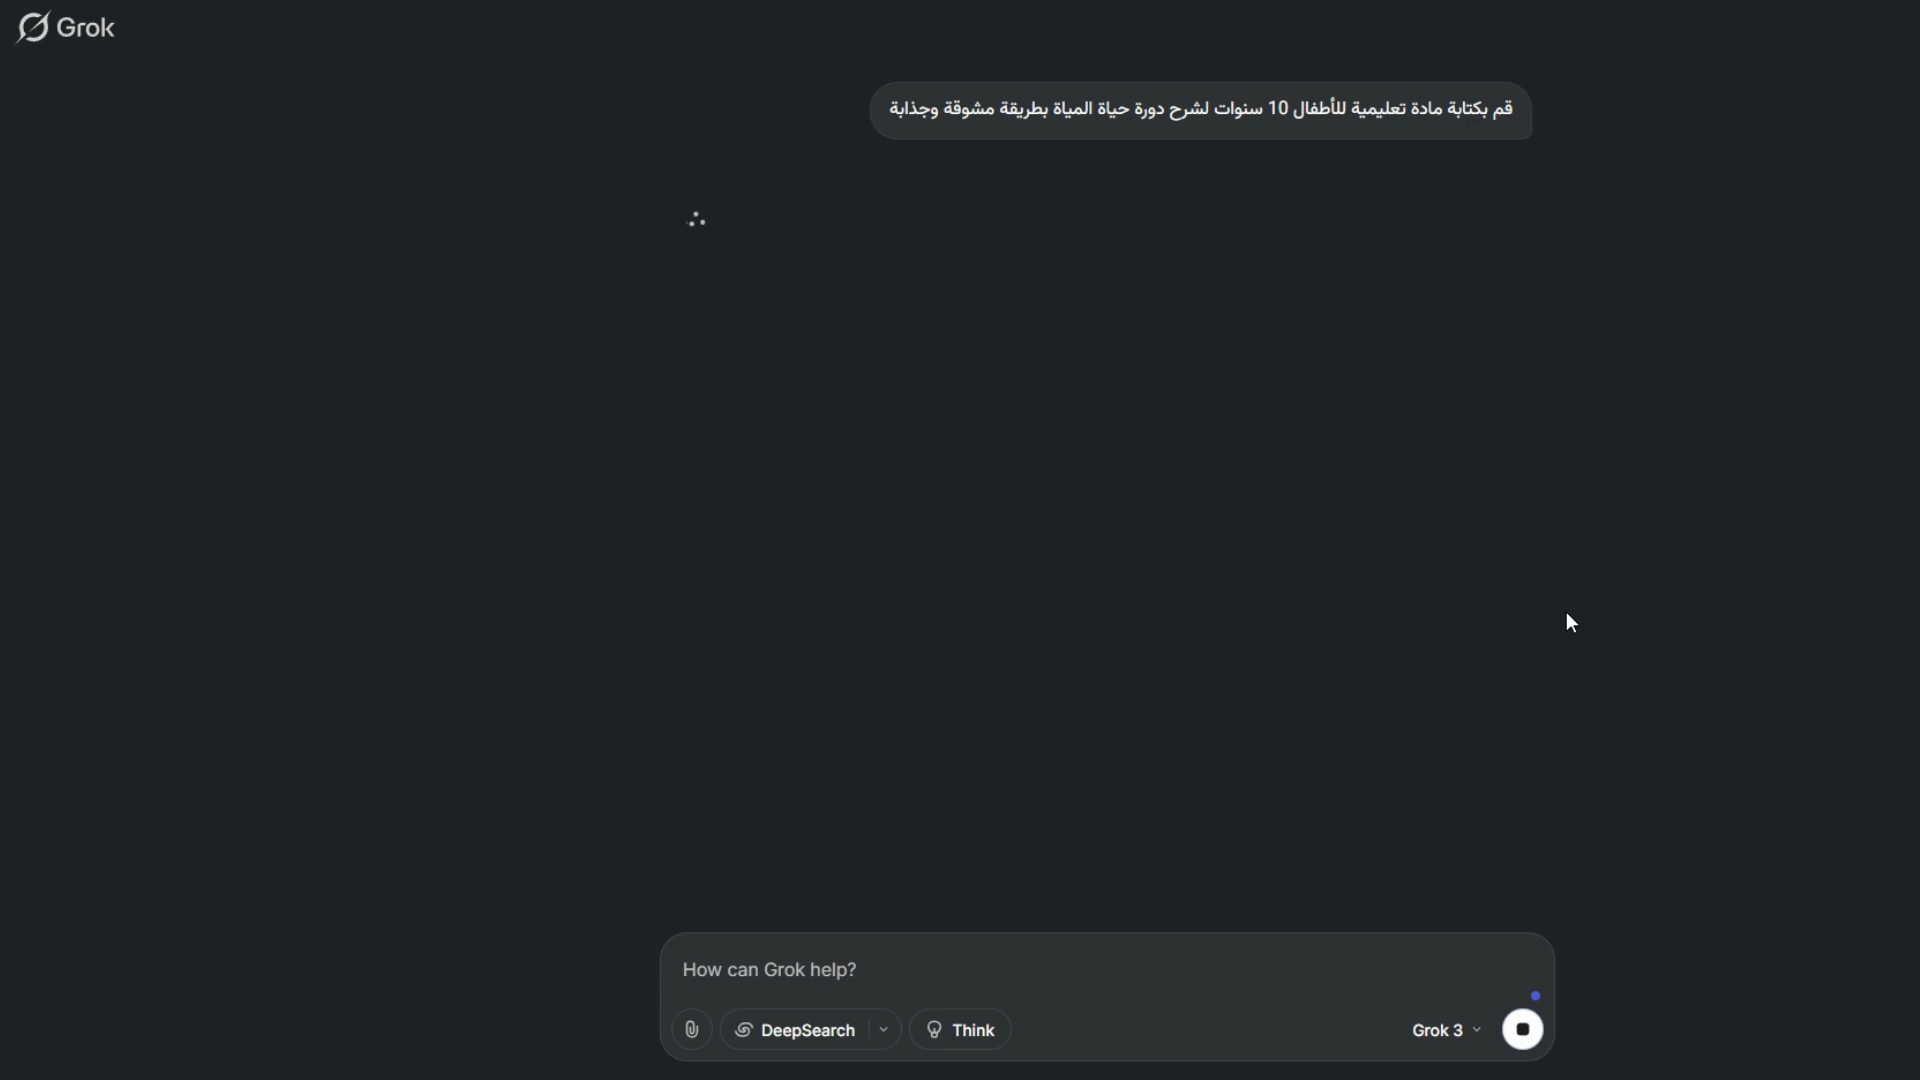 Grok
قم بكتابة مادة تعليمية للأطفال 10 سنوات لشرح دورة حياة المياة بطريقة مشوقة وجذابة
How can Grok help?
DeepSearch
Think
Grok 3